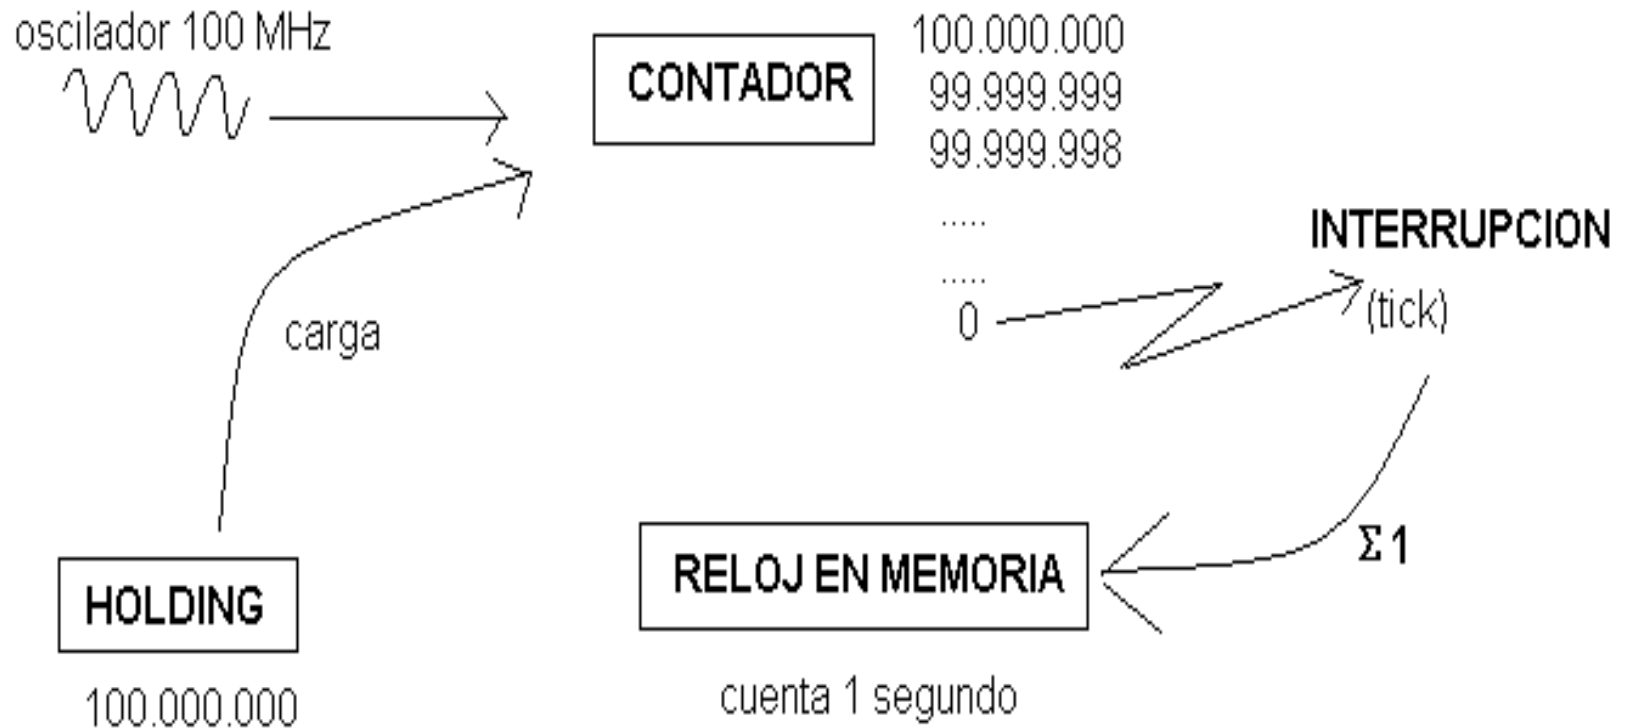 oscilador 100 MHz
CONTADOR
100.000.000
99.999.999
99.999.998
.....
.....
0
INTERRUPCION
(tick)
carga
Σ1
HOLDING
100.000.000
RELOJ EN MEMORIA
cuenta 1 segundo